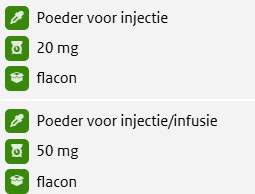 Poeder voor injectie
20 mg
flacon
Poeder voor injectie/infusie
50 mg
flacon